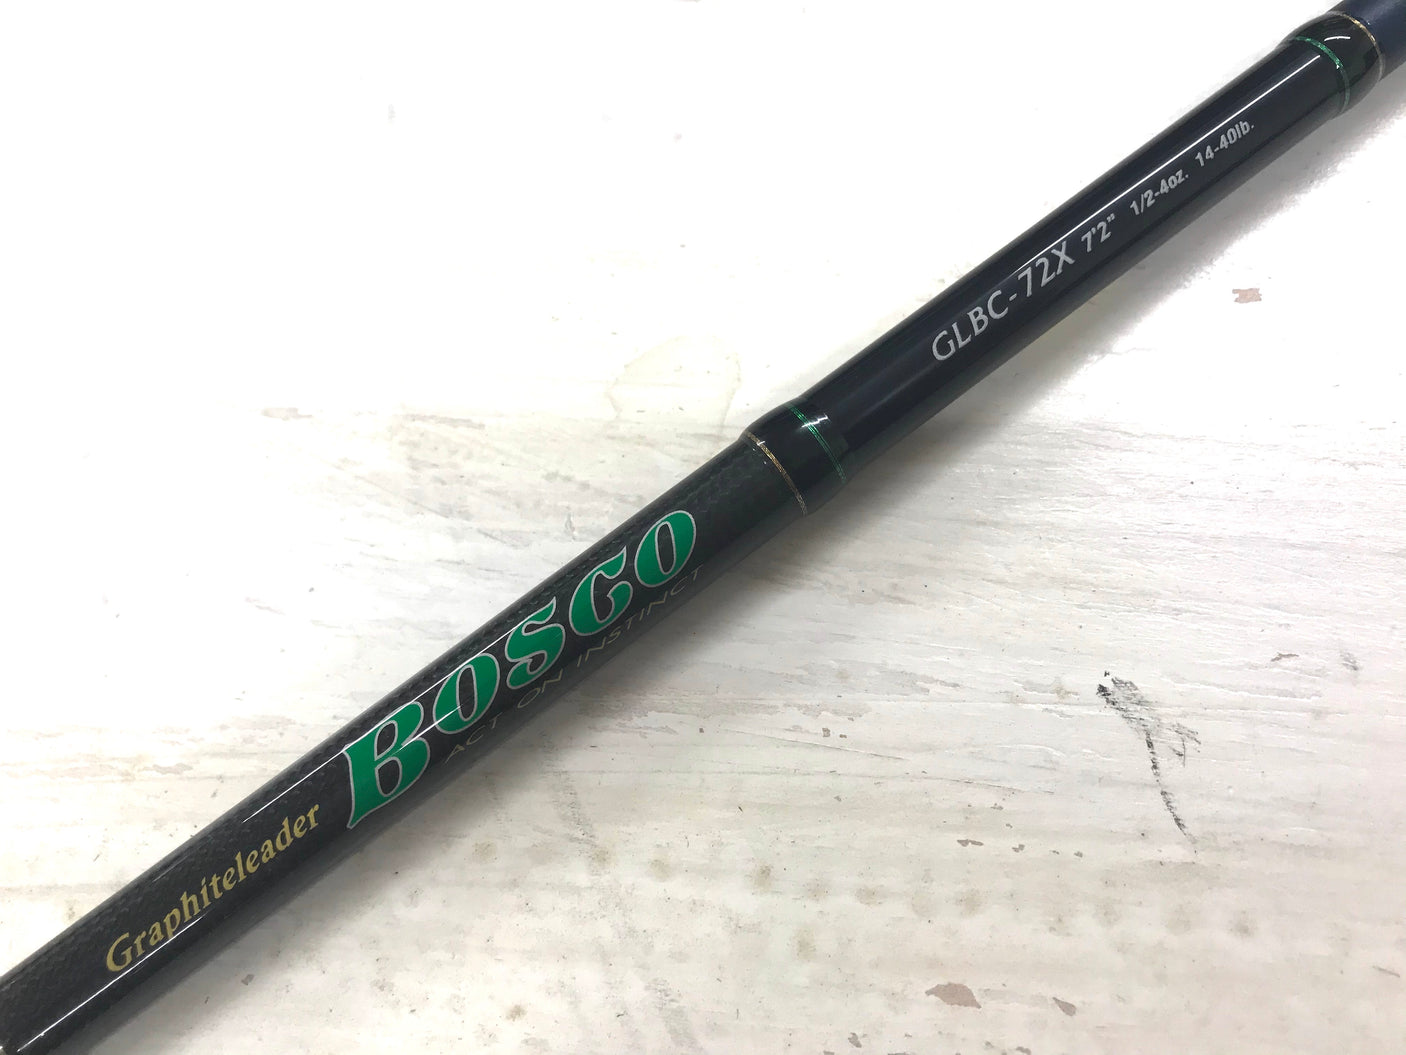 Graphiteleader
BOSCO
ACT ON INSTINCT
GLBC-72X 7'2" 1/2-4oz. 14-40lb.